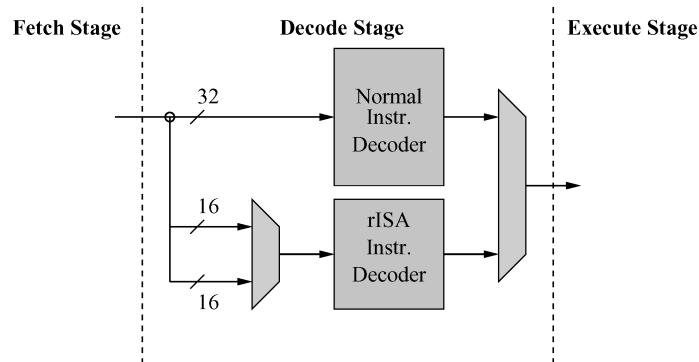 Fetch Stage
Decode Stage
Execute Stage
32
Normal
Instr.
Decoder
16
rISA
Instr.
Decoder
16